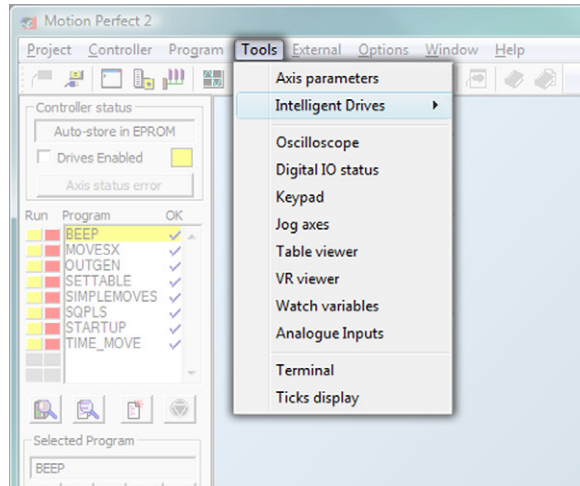 Motion Perfect 2
Project Controller Program Tools External Options Window Help
Controller status
Auto-store in EPROM
Drives Enabled
Axis status error
Run Program OK
BEEP
MOVESX
OUTGEN
SETTABLE
SIMPLEMOVES
SQPLS
STARTUP
TIME_MOVE
Selected Program
BEEP
Axis parameters
Intelligent Drives
Oscilloscope
Digital IO status
Keypad
Jog axes
Table viewer
VR viewer
Watch variables
Analogue Inputs
Terminal
Ticks display